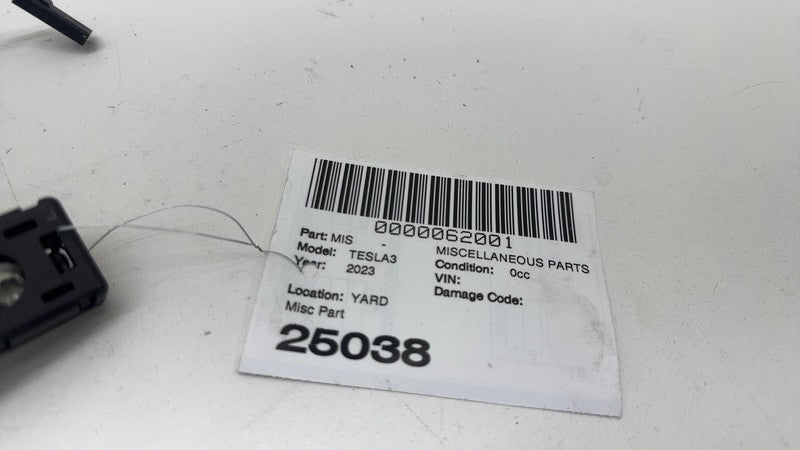 0000062001
Part: MIS - MISCELLANEOUS PARTS
Model: TESLA3 Condition: 0cc
Year: 2023 VIN:
Damage Code:
Location: YARD
Misc Part
25038